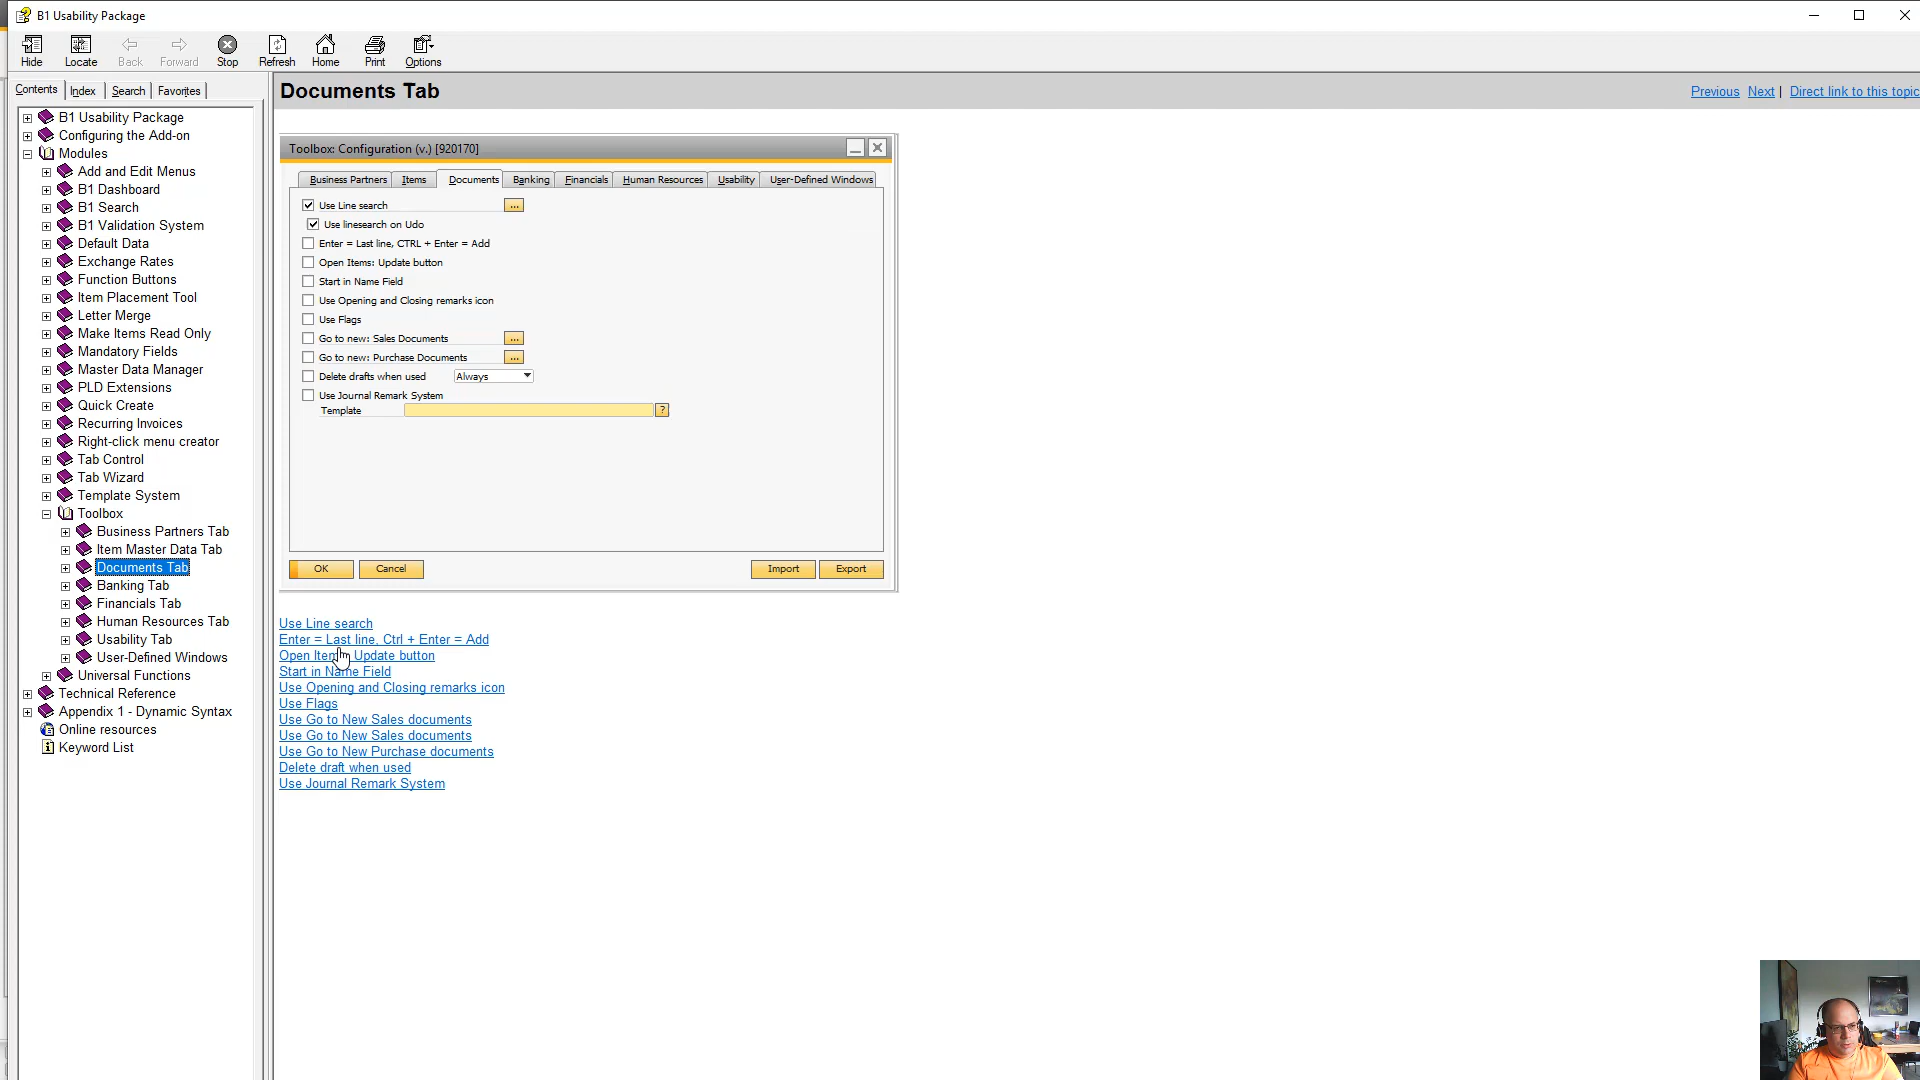 B1 Usability Package
Hide Locate Back Forward Stop Refresh Home Print Options
Contents Index Search Favorites
B1 Usability Package
Configuring the Add-on
Modules
Add and Edit Menus
B1 Dashboard
B1 Search
B1 Validation System
Default Data
Exchange Rates
Function Buttons
Item Placement Tool
Letter Merge
Make Items Read Only
Mandatory Fields
Master Data Manager
PLD Extensions
Quick Create
Recurring Invoices
Right-click menu creator
Tab Control
Tab Wizard
Template System
Toolbox
Business Partners Tab
Item Master Data Tab
Documents Tab
Banking Tab
Financials Tab
Human Resources Tab
Usability Tab
User-Defined Windows
Universal Functions
Technical Reference
Appendix 1 - Dynamic Syntax
Online resources
Keyword List
Documents Tab
Previous Next | Direct link to this topic
Toolbox: Configuration (v.) [920170]
Business Partners Items Documents Banking Financials Human Resources Usability User-Defined Windows
Use Line search ...
Use linesearch on Udo
Enter = Last line, CTRL + Enter = Add
Open Items: Update button
Start in Name Field
Use Opening and Closing remarks icon
Use Flags
Go to new: Sales Documents ...
Go to new: Purchase Documents ...
Delete drafts when used Always
Use Journal Remark System
Template ?
OK Cancel Import Export
Use Line search
Enter = Last line, Ctrl + Enter = Add
Open Item Update button
Start in Name Field
Use Opening and Closing remarks icon
Use Flags
Use Go to New Sales documents
Use Go to New Sales documents
Use Go to New Purchase documents
Delete draft when used
Use Journal Remark System